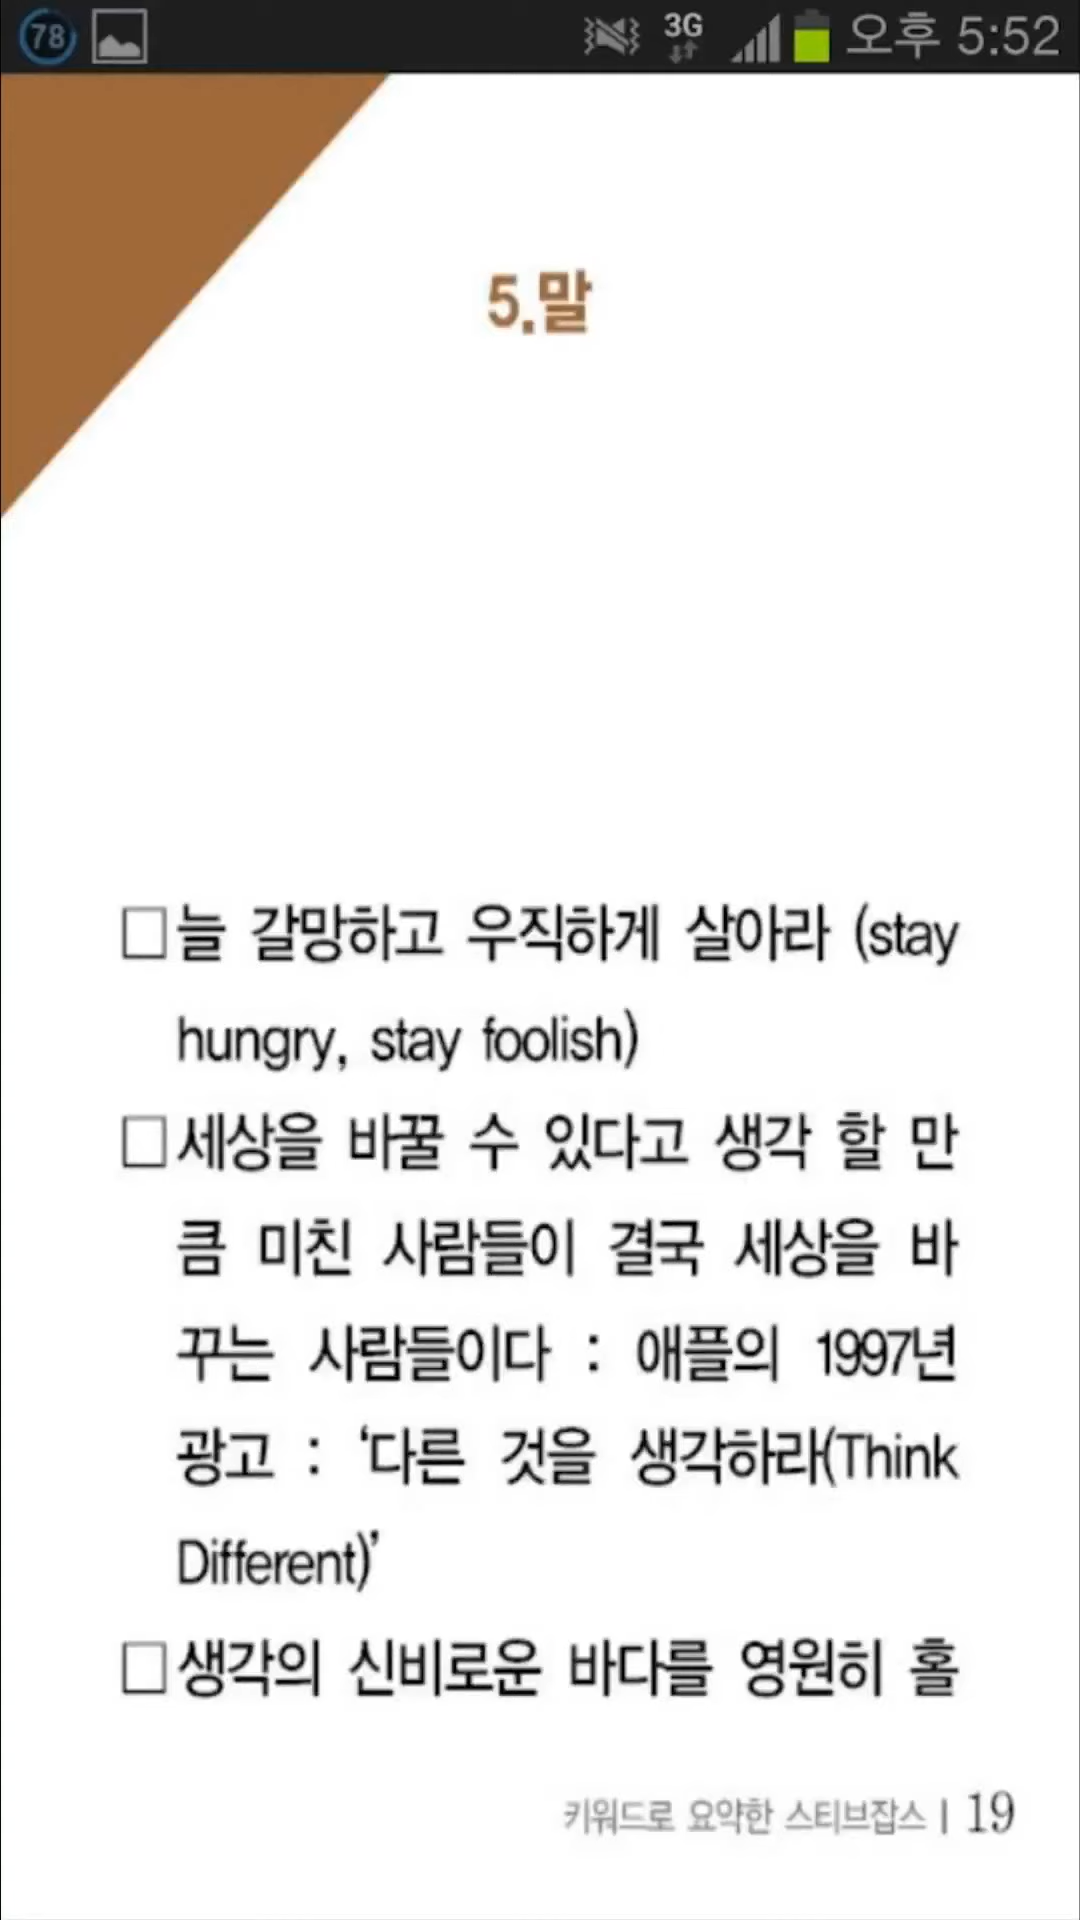 78 3G 오후 5:52
5.말
□늘 갈망하고 우직하게 살아라 (stay
hungry, stay foolish)
□세상을 바꿀 수 있다고 생각 할 만
큼 미친 사람들이 결국 세상을 바
꾸는 사람들이다 : 애플의 1997년
광고 : ‘다른 것을 생각하라(Think
Different)’
□생각의 신비로운 바다를 영원히 홀
키워드로 요약한 스티브잡스 | 19